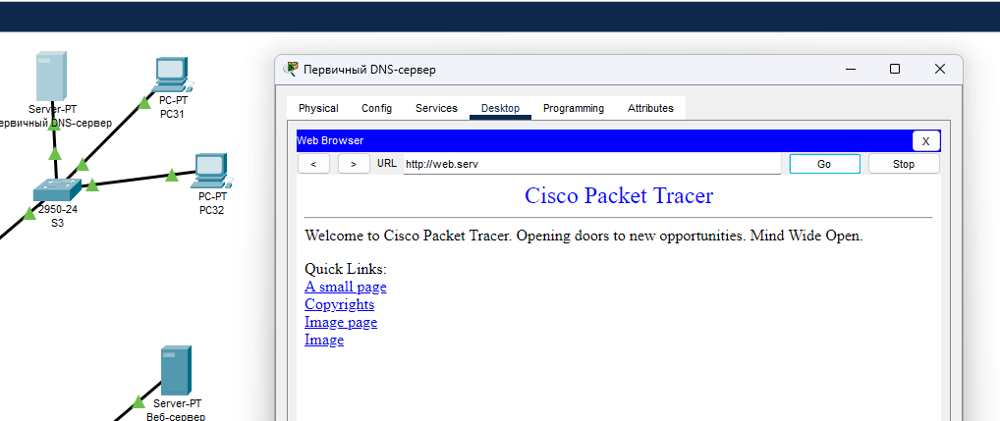 Server-PT
ервичный DNS-сервер
PC-PT
PC31
PC-PT
PC32
2950-24
S3
Server-PT
Веб-сервер
Первичный DNS-сервер
Physical Config Services Desktop Programming Attributes
Web Browser X
< > URL http://web.serv Go Stop
Cisco Packet Tracer
Welcome to Cisco Packet Tracer. Opening doors to new opportunities. Mind Wide Open.
Quick Links:
A small page
Copyrights
Image page
Image